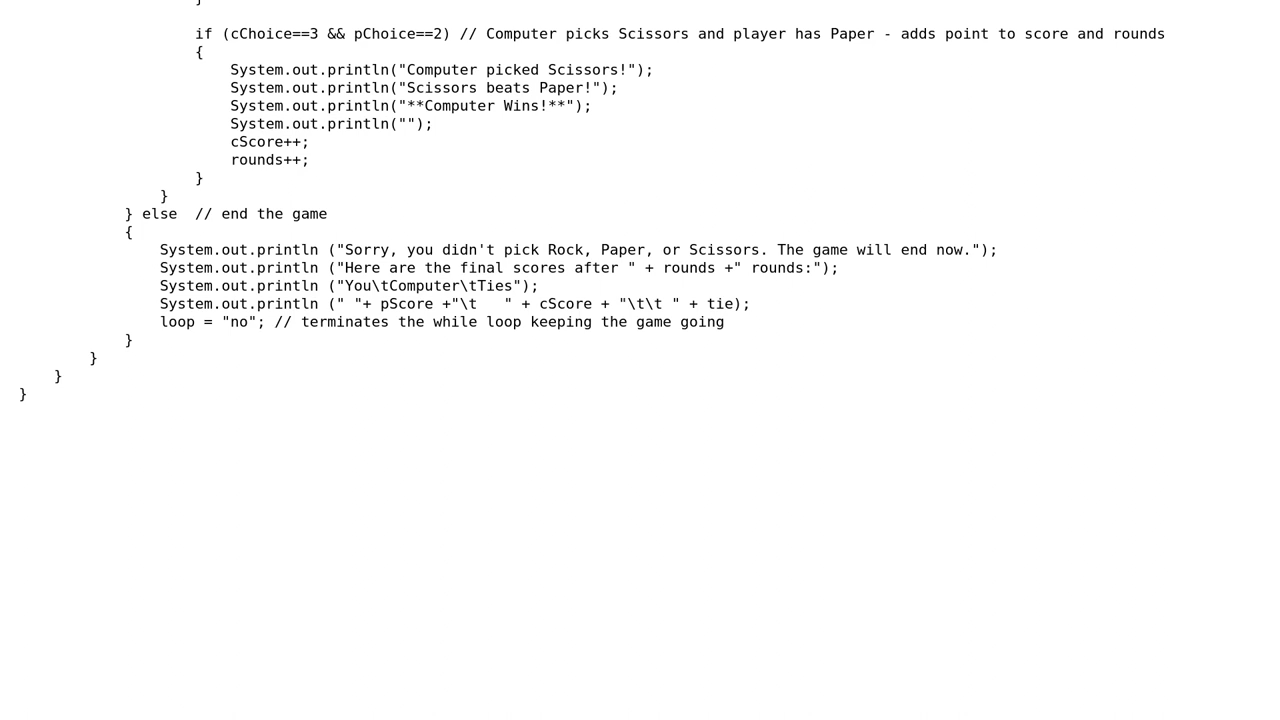 }
if (cChoice==3 && pChoice==2) // Computer picks Scissors and player has Paper - adds point to score and rounds
{
System.out.println("Computer picked Scissors!");
System.out.println("Scissors beats Paper!");
System.out.println("**Computer Wins!**");
System.out.println("");
cScore++;
rounds++;
}
}
} else  // end the game
{
System.out.println ("Sorry, you didn't pick Rock, Paper, or Scissors. The game will end now.");
System.out.println ("Here are the final scores after " + rounds +" rounds:");
System.out.println ("You\tComputer\tTies");
System.out.println (" "+ pScore +"\t   " + cScore + "\t\t " + tie);
loop = "no"; // terminates the while loop keeping the game going
}
}
}
}